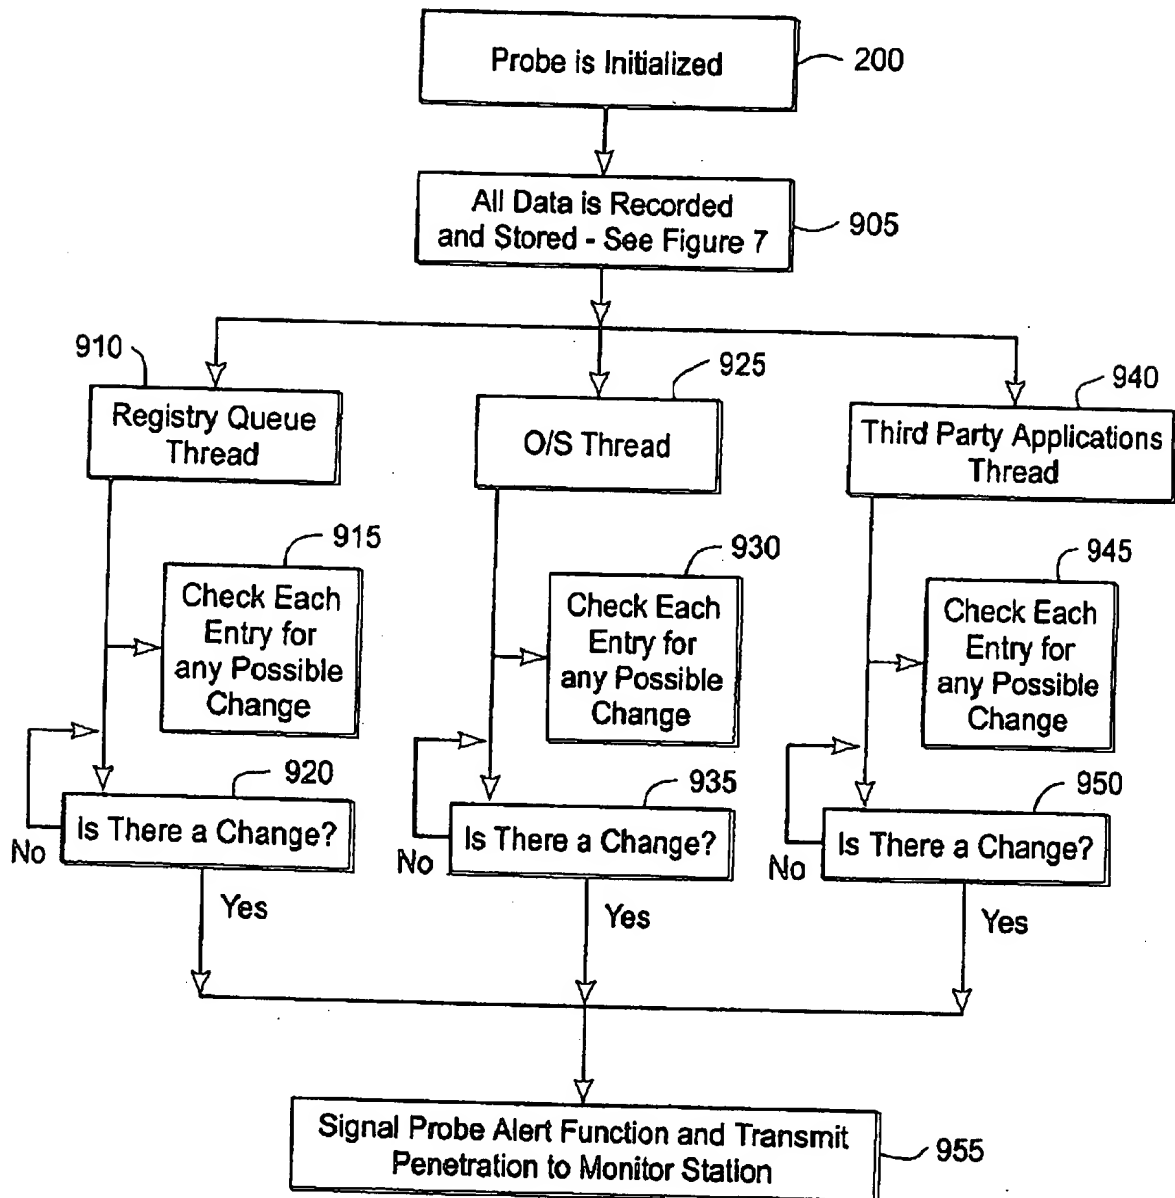 Probe is Initialized
200
All Data is Recorded
and Stored - See Figure 7
905
910
Registry Queue
Thread
925
O/S Thread
940
Third Party Applications
Thread
915
Check Each
Entry for
any Possible
Change
930
Check Each
Entry for
any Possible
Change
945
Check Each
Entry for
any Possible
Change
920
Is There a Change?
No
Yes
935
Is There a Change?
No
Yes
950
Is There a Change?
No
Yes
Signal Probe Alert Function and Transmit
Penetration to Monitor Station
955